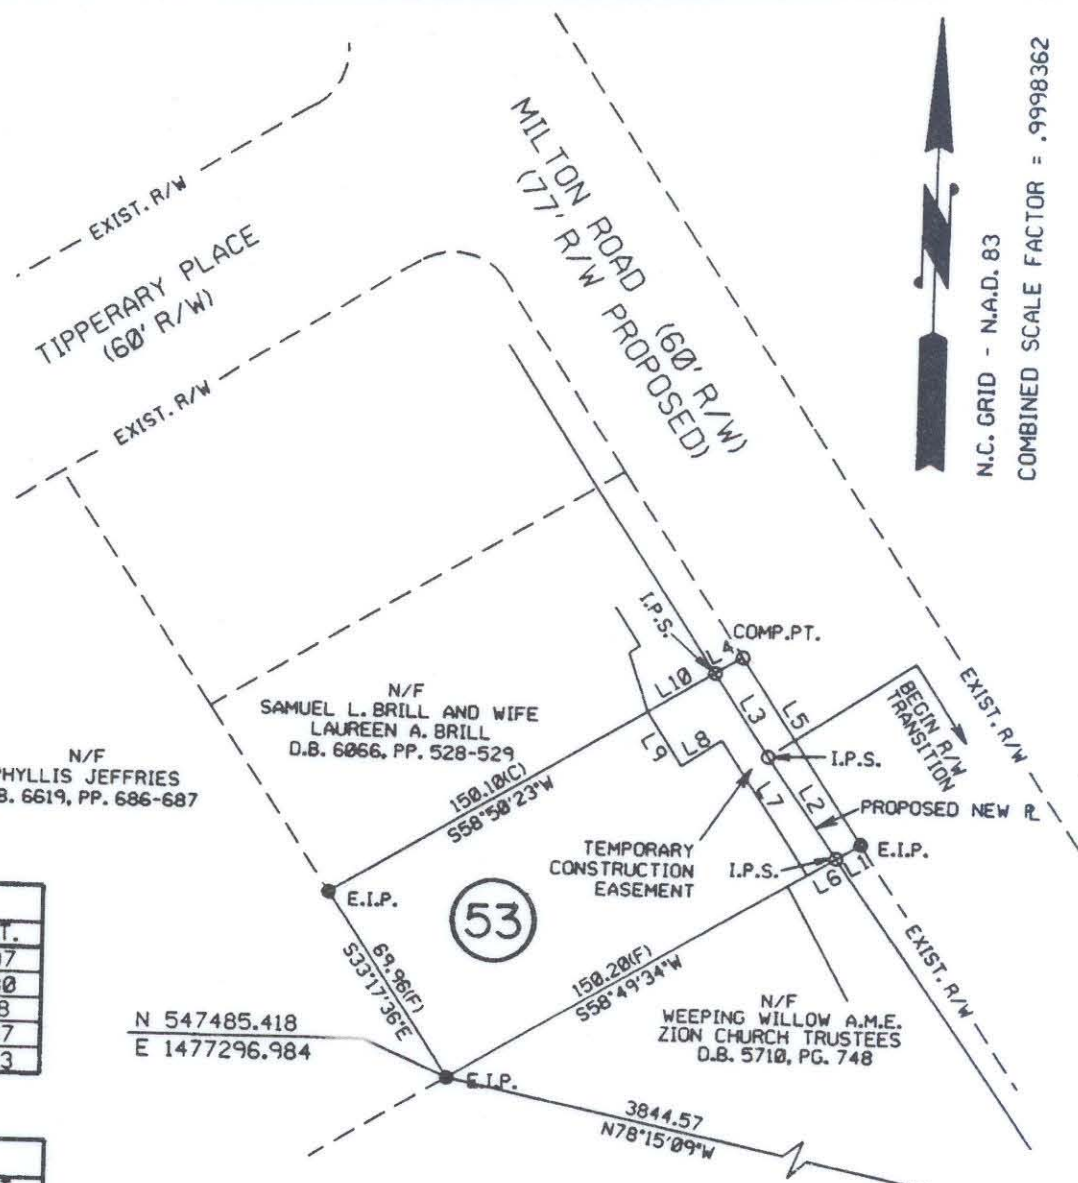 MILTON ROAD (60' R/W)
(77' R/W PROPOSED)
N.C. GRID - N.A.D. 83
COMBINED SCALE FACTOR = .9998362
EXIST. R/W
TIPPERARY PLACE
(60' R/W)
EXIST. R/W
I.P.S.
COMP.PT.
L4
L10
L3
L5
EXIST. R/W
BEGIN R/W
TRANSITION
N/F
SAMUEL L. BRILL AND WIFE
LAUREEN A. BRILL
D.B. 6066, PP. 528-529
L9
L8
I.P.S.
N/F
PHYLLIS JEFFRIES
B. 6619, PP. 686-687
150.10(C)
S58°50'23"W
L7
L2
PROPOSED NEW PL
TEMPORARY
CONSTRUCTION
EASEMENT
I.P.S.
L6
L1
E.I.P.
E.I.P.
53
T.
8
7
3
69.96(F)
S33°17'36"E
150.20(F)
S58°49'34"W
EXIST. R/W
N 547485.418
E 1477296.984
N/F
WEEPING WILLOW A.M.E.
ZION CHURCH TRUSTEES
D.B. 5710, PG. 748
E.I.P.
3844.57
N78°15'09"W